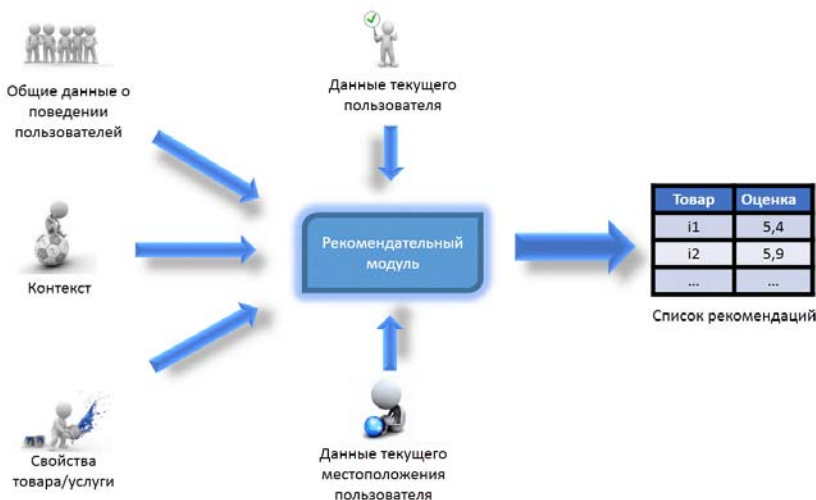 Общие данные о
поведении
пользователей
Данные текущего
пользователя
Контекст
Рекомендательный
модуль
Товар Оценка
i1 5,4
i2 5,9
... ...
Список рекомендаций
Свойства
товара/услуги
Данные текущего
местоположения
пользователя